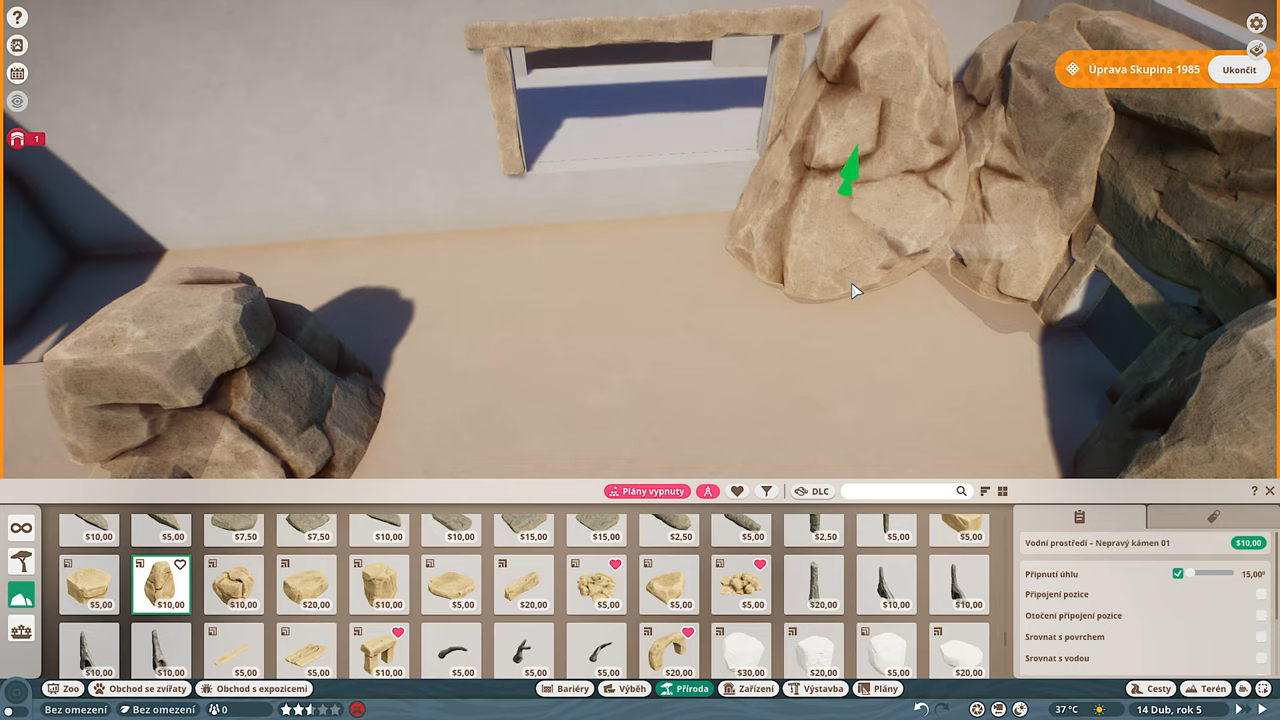 ?
Úprava Skupina 1985
Ukončit
1
Plány vypnuty
DLC
? ×
$10,00 $5,00 $7,50 $7,50 $10,00 $10,00 $15,00 $15,00 $2,50 $5,00 $2,50 $5,00 $5,00
Vodní prostředí – Nepravý kámen 01 $10,00
Připnutí úhlu 15,00°
Připojení pozice
$5,00 $10,00 $10,00 $20,00 $10,00 $5,00 $20,00 $5,00 $5,00 $5,00 $20,00 $10,00 $10,00
Otočení připojení pozice
Srovnat s povrchem
Srovnat s vodou
$10,00 $10,00 $5,00 $5,00 $10,00 $5,00 $5,00 $5,00 $20,00 $30,00 $20,00 $5,00 $20,00
Zoo Obchod se zvířaty Obchod s expozicemi Bariéry Výběh Příroda Zařízení Výstavba Plány Cesty Terén
Bez omezení Bez omezení 0 37 °C 14 Dub, rok 5